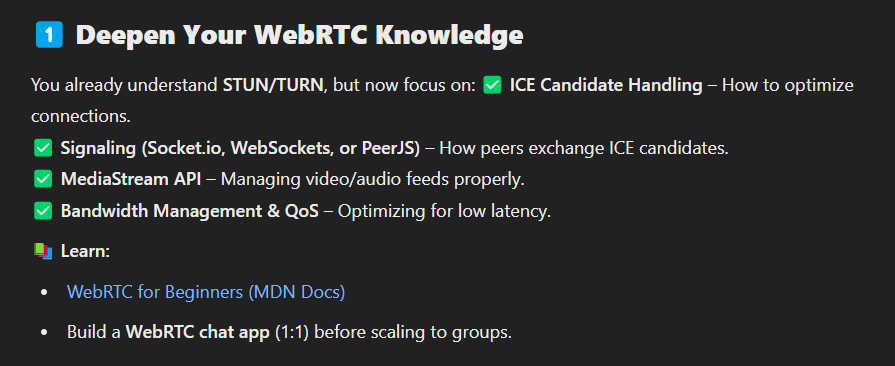 1 Deepen Your WebRTC Knowledge
You already understand STUN/TURN, but now focus on: ✅ ICE Candidate Handling – How to optimize
connections.
✅ Signaling (Socket.io, WebSockets, or PeerJS) – How peers exchange ICE candidates.
✅ MediaStream API – Managing video/audio feeds properly.
✅ Bandwidth Management & QoS – Optimizing for low latency.
📚 Learn:
• WebRTC for Beginners (MDN Docs)
• Build a WebRTC chat app (1:1) before scaling to groups.